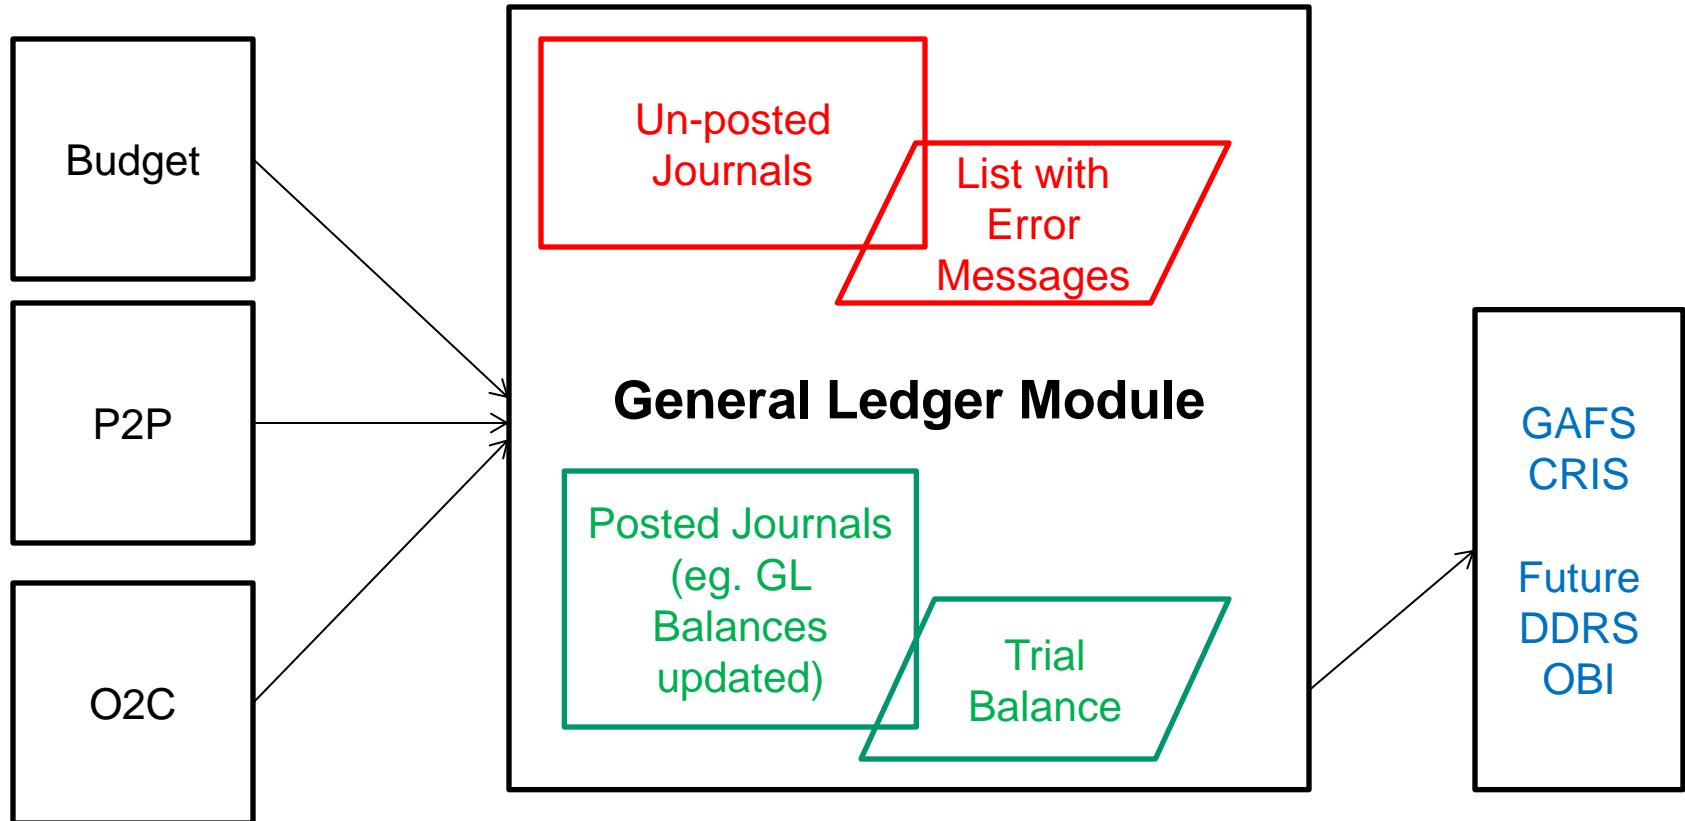 Budget
P2P
O2C
Un-posted
Journals
List with
Error
Messages
General Ledger Module
Posted Journals
(eg. GL
Balances
updated)
Trial
Balance
GAFS
CRIS
Future
DDRS
OBI